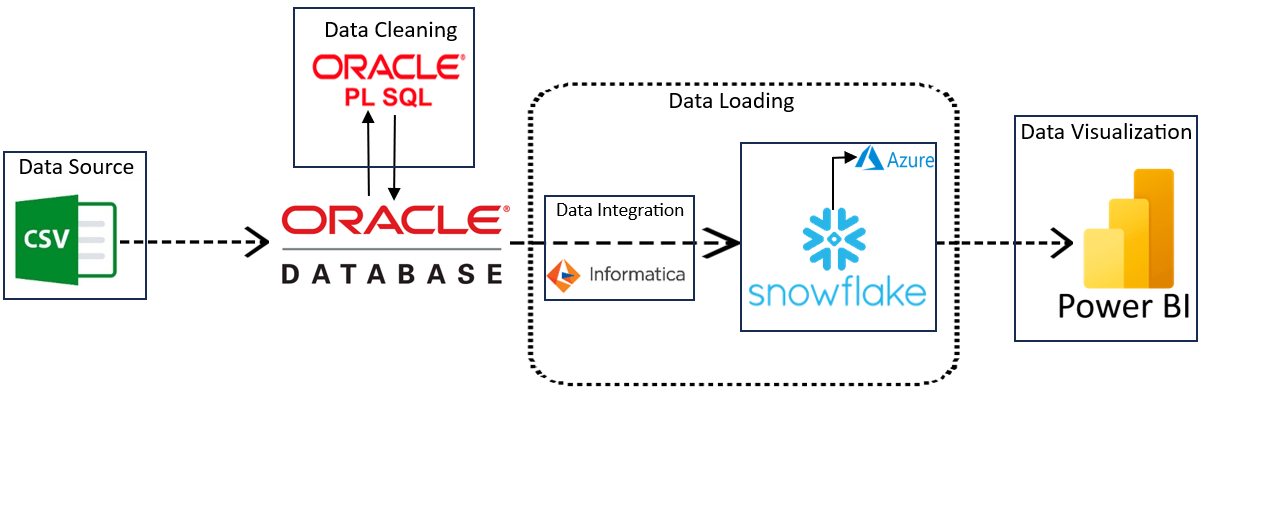 Data Source
CSV
Data Cleaning
ORACLE®
PL SQL
ORACLE®
DATABASE
Data Loading
Data Integration
Informatica
Azure
snowflake
Data Visualization
Power BI